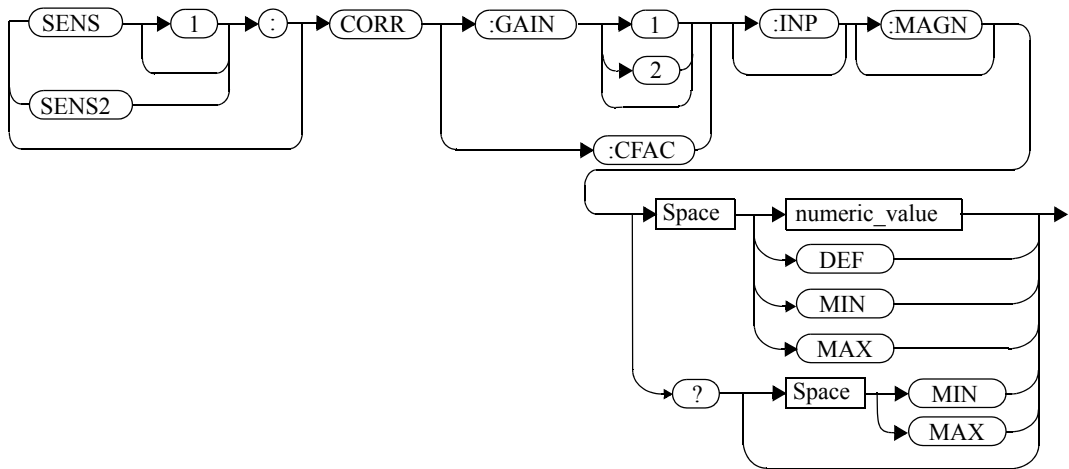 SENS 1 : CORR :GAIN 1 :INP :MAGN
2
SENS2
:CFAC
Space numeric_value
DEF
MIN
MAX
? Space MIN
MAX